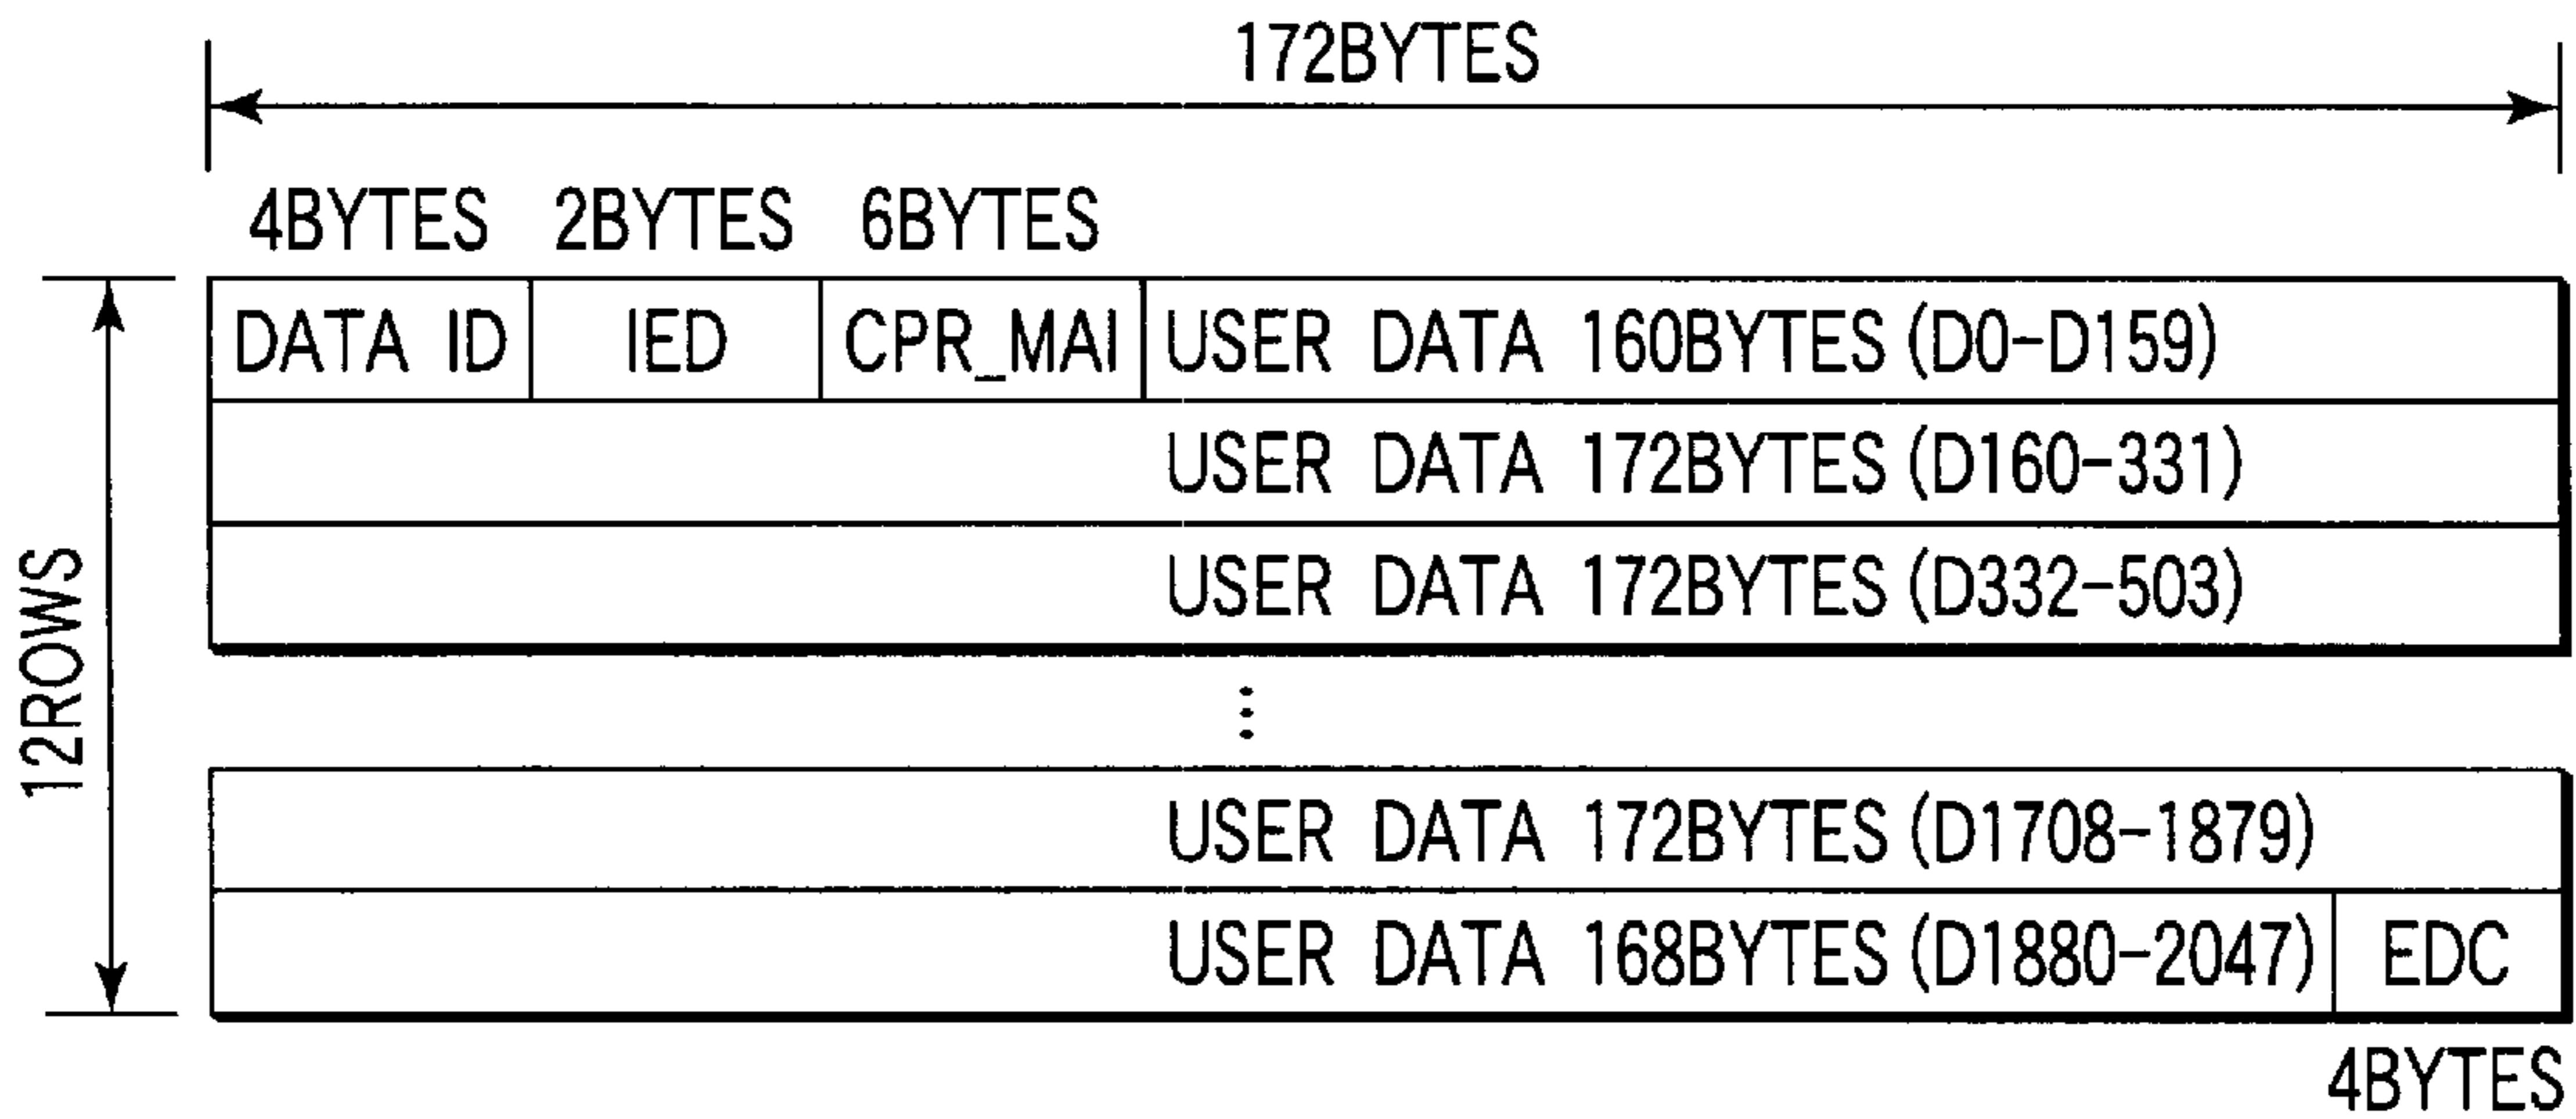 172BYTES
4BYTES 2BYTES 6BYTES
DATA ID IED CPR_MAI USER DATA 160BYTES (D0-D159)
USER DATA 172BYTES (D160-331)
USER DATA 172BYTES (D332-503)
12ROWS
USER DATA 172BYTES (D1708-1879)
USER DATA 168BYTES (D1880-2047) EDC
4BYTES